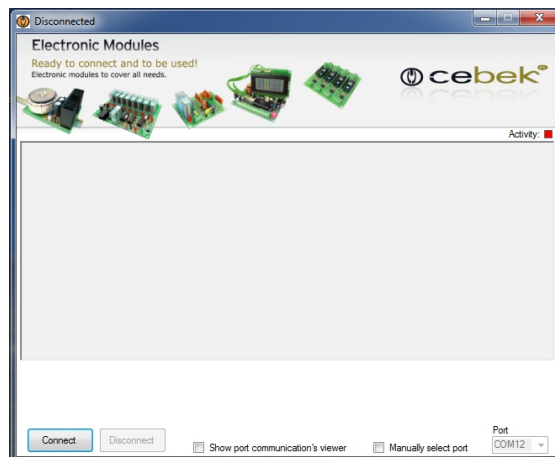 Disconnected
Electronic Modules
Ready to connect and to be used!
Electronic modules to cover all needs.
cebek
Activity:
Port
Connect
Disconnect
Show port communication's viewer
Manually select port
COM12